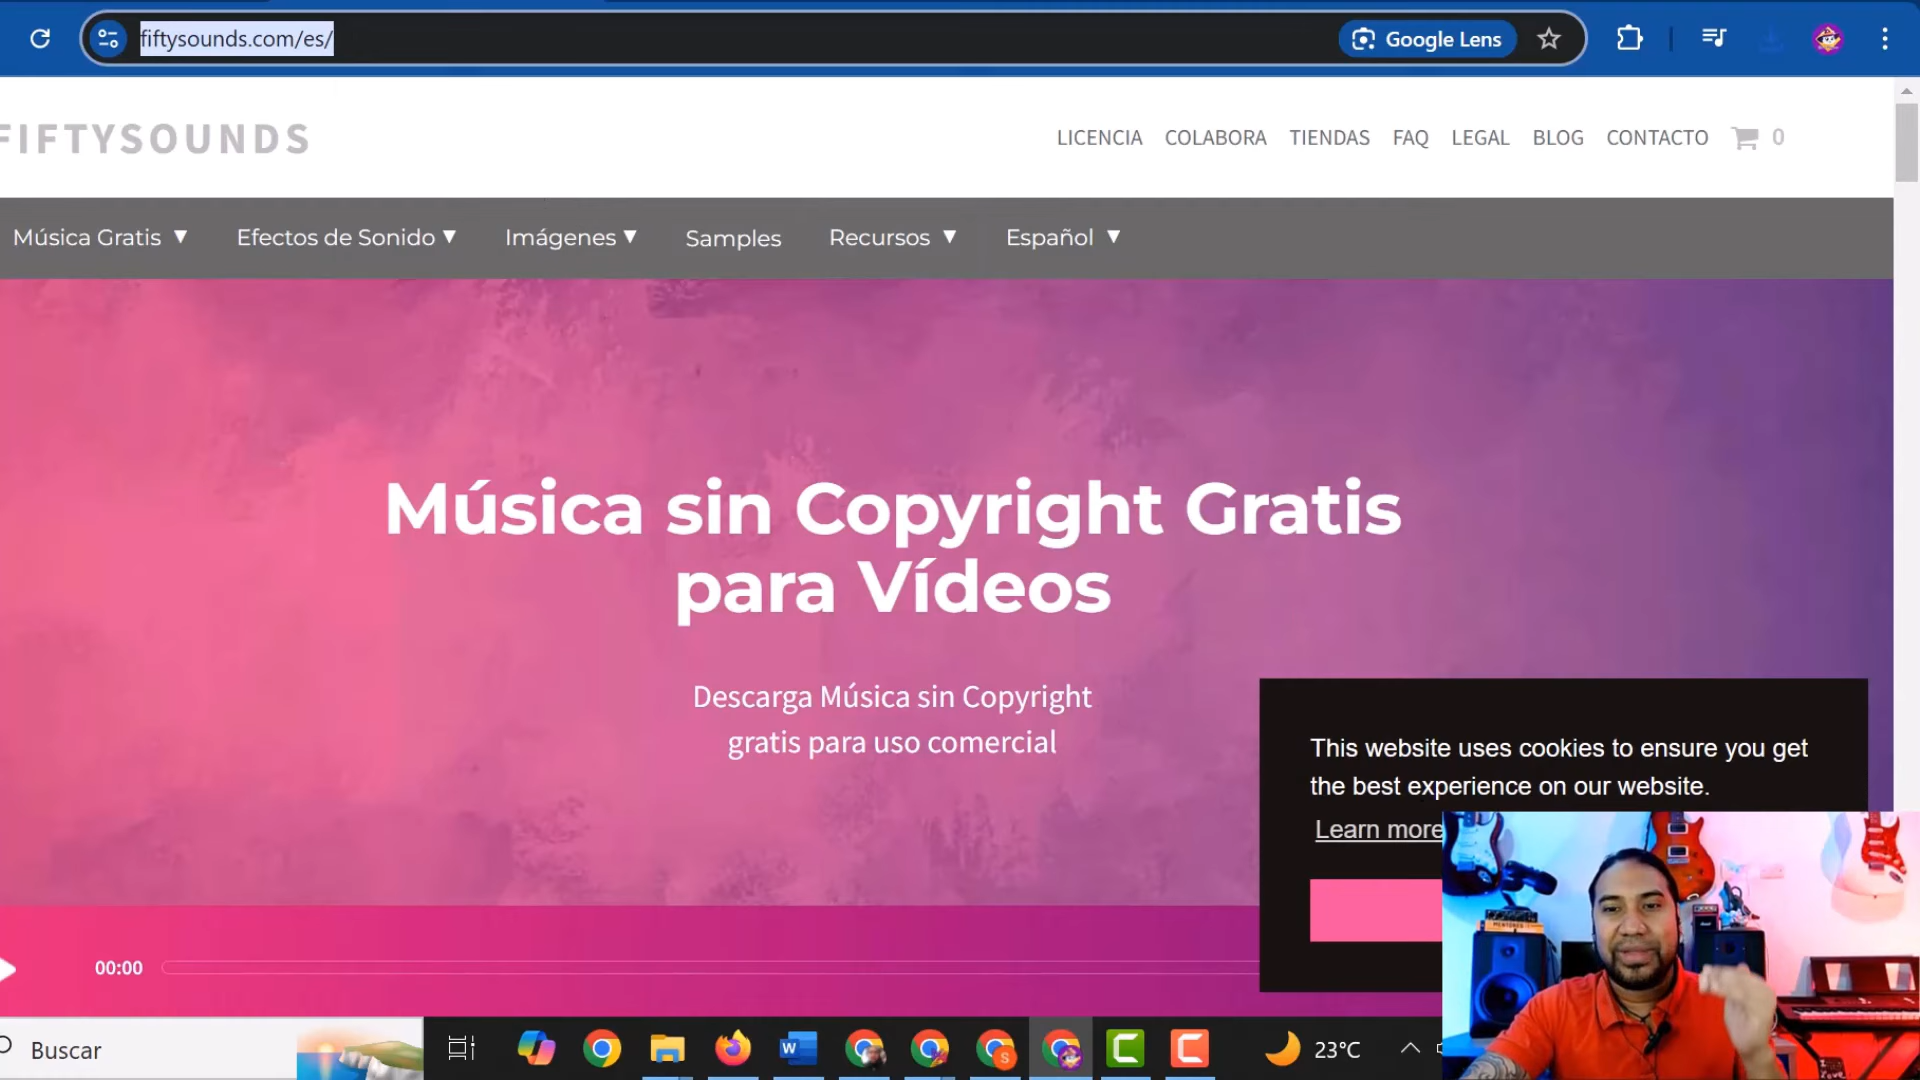 fiftysounds.com/es/
Google Lens
FIFTYSOUNDS
LICENCIA COLABORA TIENDAS FAQ LEGAL BLOG CONTACTO 0
Música Gratis ▼ Efectos de Sonido ▼ Imágenes ▼ Samples Recursos ▼ Español ▼
Música sin Copyright Gratis
para Vídeos
Descarga Música sin Copyright
gratis para uso comercial
This website uses cookies to ensure you get
the best experience on our website.
Learn more
00:00
Buscar
23°C